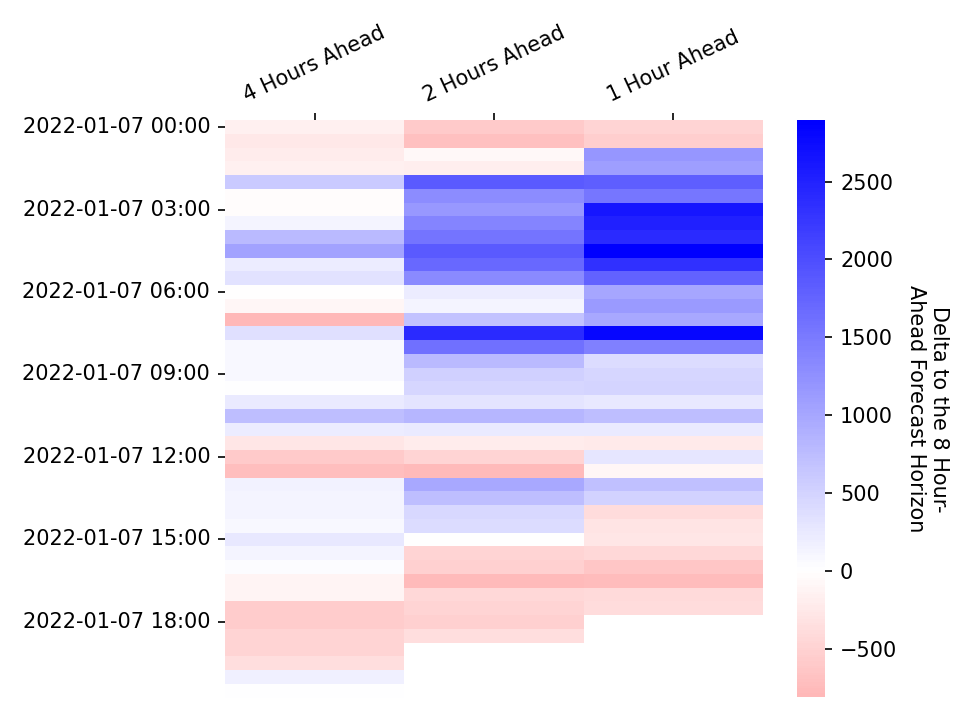 4 Hours Ahead
2 Hours Ahead
1 Hour Ahead
2022-01-07 00:00
2022-01-07 03:00
2022-01-07 06:00
2022-01-07 09:00
2022-01-07 12:00
2022-01-07 15:00
2022-01-07 18:00
2500
2000
1500
1000
500
0
−500
Delta to the 8 Hour-
Ahead Forecast Horizon